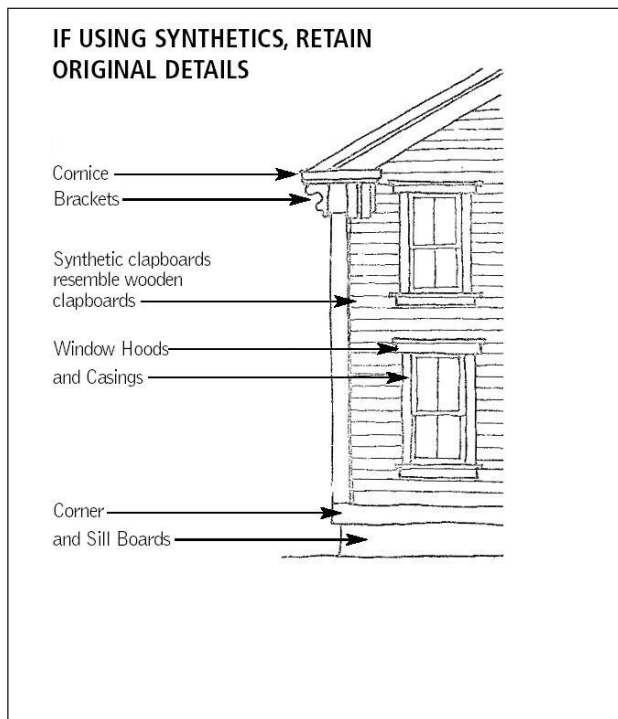 IF USING SYNTHETICS, RETAIN
ORIGINAL DETAILS
Cornice
Brackets
Synthetic clapboards
resemble wooden
clapboards
Window Hoods
and Casings
Corner
and Sill Boards